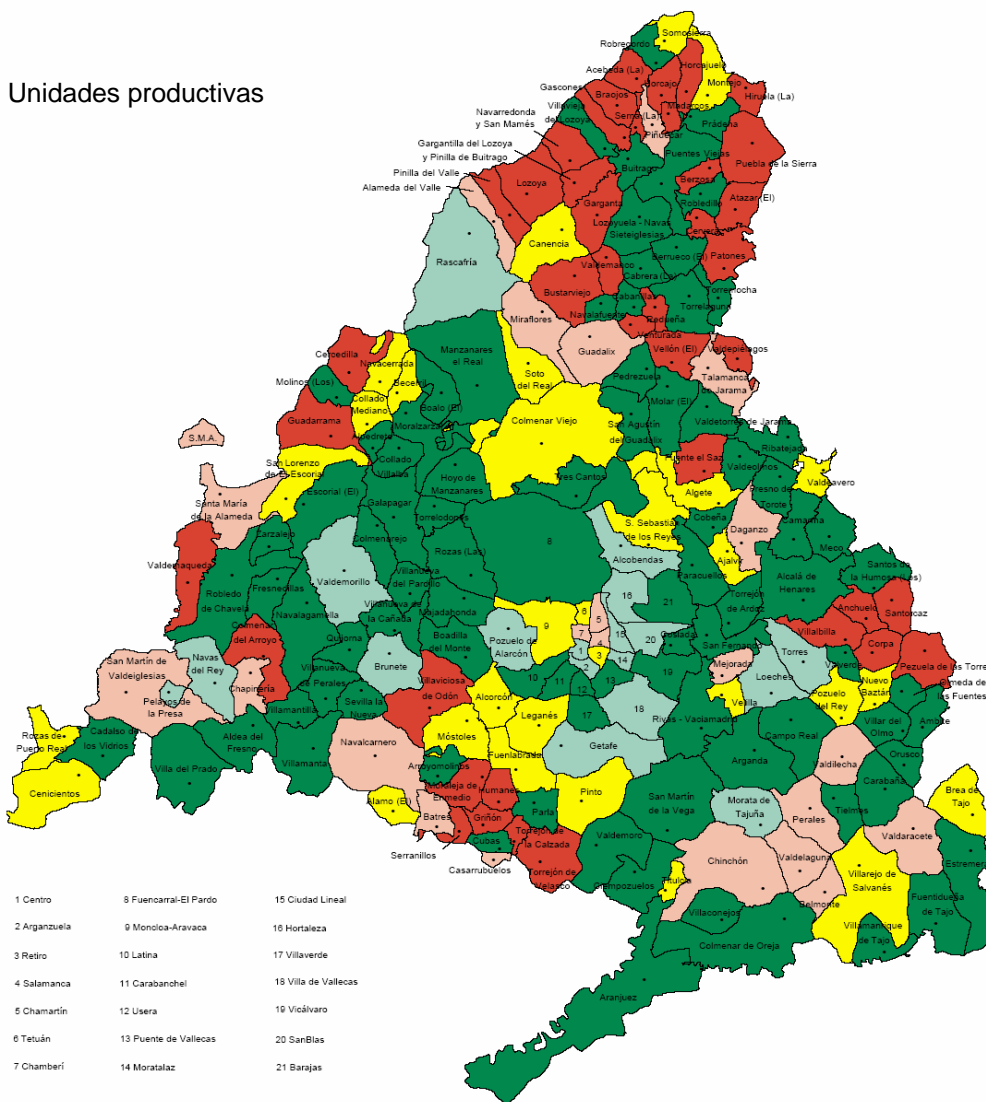 Unidades productivas
Somosierra
Robregordo
Horcajuelo
Acebeda (La)
Horcajo
Montejo
Gascones
Braojos
Madarcos
Hiruela (La)
Villavieja
del Lozoya
Serna (La)
Piñuecar
Prádena
Navarredonda
y San Mamés
Puentes Viejas
Gargantilla del Lozoya
y Pinilla de Buitrago
Buitrago
Puebla de la Sierra
Pinilla del Valle
Lozoya
Berzosa
Alameda del Valle
Garganta
Robledillo
Atazar (El)
Lozoyuela - Navas
Sieteiglesias
Cervera
Canencia
Berrueco (El)
Patones
Rascafría
Valdemanco
Cabrera (La)
Bustarviejo
Cabanillas
Torremocha
Torrelaguna
Miraflores
Navalafuente
Redueña
Venturada
Guadalix
Vellón (El)
Valdepiélagos
Cercedilla
Manzanares
el Real
Talamanca
de Jarama
Navacerrada
Soto
del Real
Pedrezuela
Molinos (Los)
Becerril
Collado
Mediano
Boalo (El)
Molar (El)
Guadarrama
Moralzarzal
Colmenar Viejo
San Agustín
del Guadalix
Valdetorres de Jarama
S.M.A.
Alpedrete
Ribatejada
San Lorenzo
de El Escorial
Collado
Villalba
Fuente el Saz
Valdeolmos
Tres Cantos
Valdeavero
Hoyo de
Manzanares
Algete
Fresno de
Torote
Santa María
de la Alameda
Escorial (El)
Galapagar
Torrelodones
S. Sebastián
de los Reyes
Cobeña
Daganzo
Camarma
Zarzalejo
Colmenarejo
Rozas (Las)
8
Alcobendas
Ajalvir
Meco
Valdemaqueda
Valdemorillo
Villanueva
del Pardillo
Paracuellos
Santos de
la Humosa (Los)
Robledo
de Chavela
Fresnedillas
16
Alcalá de
Henares
Navalagamella
Villanueva de
la Cañada
21
Torrejón
de Ardoz
Anchuelo
Santorcaz
Majadahonda
9
6
5
Colmenar
del Arroyo
Quijorna
Boadilla
del Monte
Pozuelo de
Alarcón
7
4
15
20
Coslada
San Fernando
Villalbilla
Corpa
San Martín de
Valdeiglesias
Navas
del Rey
Brunete
1
3
14
Mejorada
Torres
Valverde
Pezuela de las Torres
Villanueva
de Perales
2
Loeches
Olmeda de
las Fuentes
Chapinería
Villaviciosa
de Odón
10
11
12
13
19
Nuevo
Baztán
Pelayos de
la Presa
Villamantilla
Sevilla la
Nueva
Alcorcón
Velilla
Pozuelo
del Rey
18
17
Leganés
Rivas - Vaciamadrid
Villar del
Olmo
Ambite
Rozas de
Puerto Real
Cadalso de
los Vidrios
Aldea del
Fresno
Móstoles
Getafe
Campo Real
Orusco
Navalcarnero
Fuenlabrada
Arganda
Valdilecha
Villa del Prado
Villamanta
Arroyomolinos
Carabaña
Cenicientos
Moraleja de
Enmedio
Humanes
Pinto
San Martín
de la Vega
Tielmes
Brea de
Tajo
Alamo (El)
Parla
Morata de
Tajuña
Perales
Batres
Griñón
Valdaracete
Cubas
Torrejón de
la Calzada
Valdemoro
Serranillos
Chinchón
Valdelaguna
Estremera
Casarrubuelos
Torrejón de
Velasco
Ciempozuelos
Titulcia
Villarejo de
Salvanés
Belmonte
Fuentidueña
de Tajo
Villaconejos
Villamanrique
de Tajo
Colmenar de Oreja
Aranjuez
1 Centro
8 Fuencarral-El Pardo
15 Ciudad Lineal
2 Arganzuela
9 Moncloa-Aravaca
16 Hortaleza
3 Retiro
10 Latina
17 Villaverde
4 Salamanca
11 Carabanchel
18 Villa de Vallecas
5 Chamartín
12 Usera
19 Vicálvaro
6 Tetuán
13 Puente de Vallecas
20 SanBlas
7 Chamberí
14 Moratalaz
21 Barajas